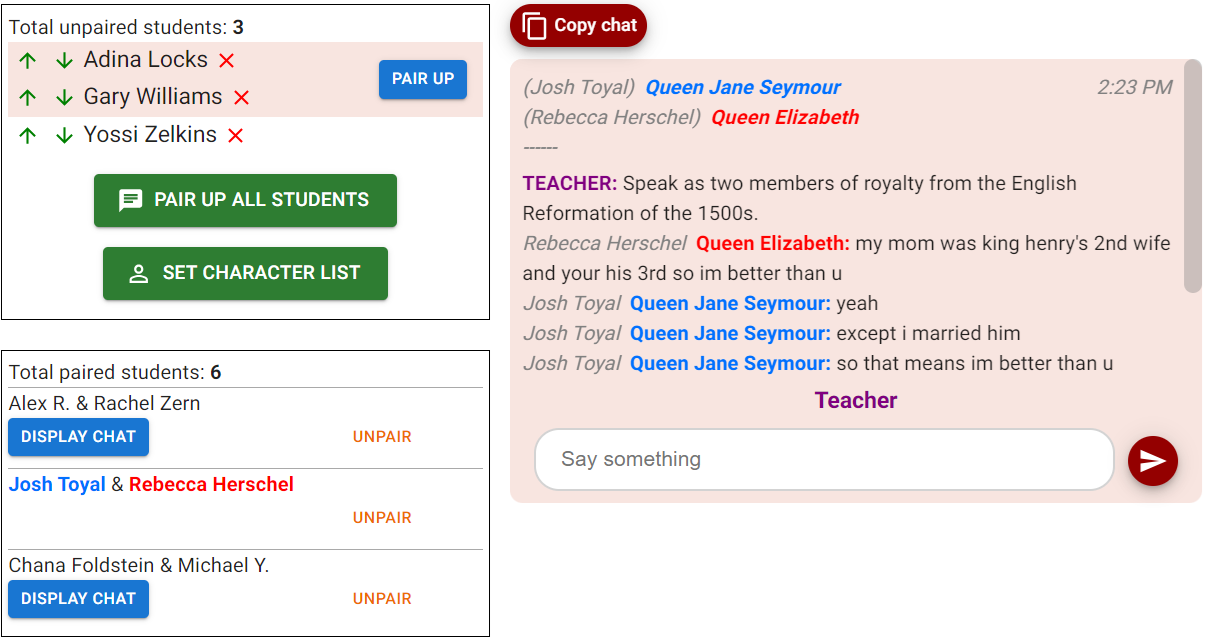 Total unpaired students: 3
Adina Locks
Gary Williams
PAIR UP
Yossi Zelkins
PAIR UP ALL STUDENTS
SET CHARACTER LIST
Total paired students: 6
Alex R. & Rachel Zern
DISPLAY CHAT UNPAIR
Josh Toyal & Rebecca Herschel
UNPAIR
Chana Foldstein & Michael Y.
DISPLAY CHAT UNPAIR
Copy chat
(Josh Toyal) Queen Jane Seymour 2:23 PM
(Rebecca Herschel) Queen Elizabeth
------
TEACHER: Speak as two members of royalty from the English
Reformation of the 1500s.
Rebecca Herschel Queen Elizabeth: my mom was king henry's 2nd wife
and your his 3rd so im better than u
Josh Toyal Queen Jane Seymour: yeah
Josh Toyal Queen Jane Seymour: except i married him
Josh Toyal Queen Jane Seymour: so that means im better than u
Teacher
Say something